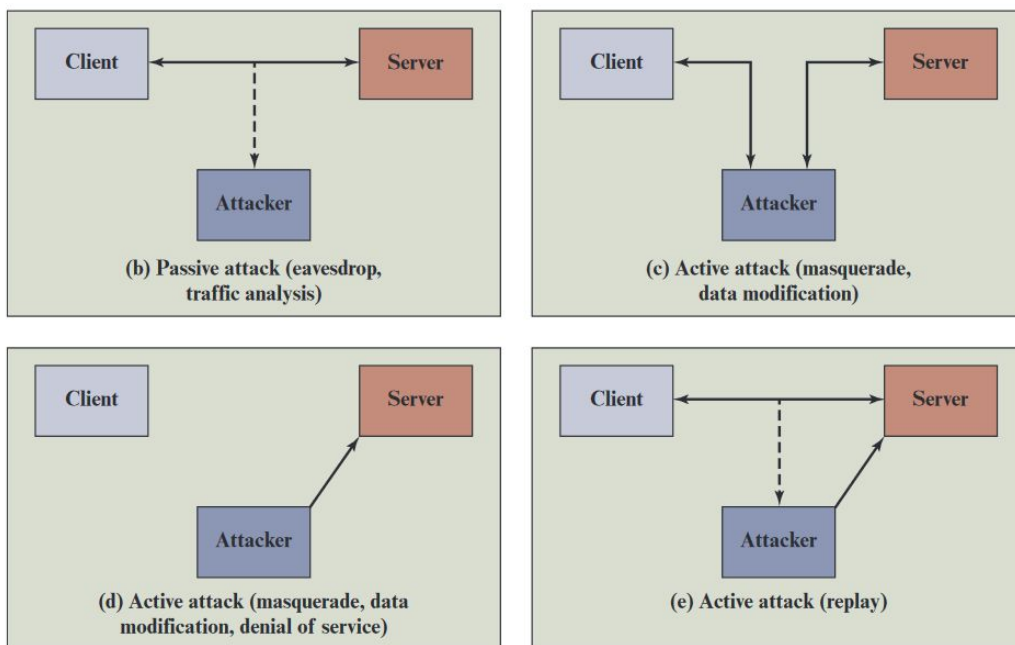 Client
Server
Attacker
(b) Passive attack (eavesdrop,
traffic analysis)
Client
Server
Attacker
(c) Active attack (masquerade,
data modification)
Client
Server
Attacker
(d) Active attack (masquerade, data
modification, denial of service)
Client
Server
Attacker
(e) Active attack (replay)